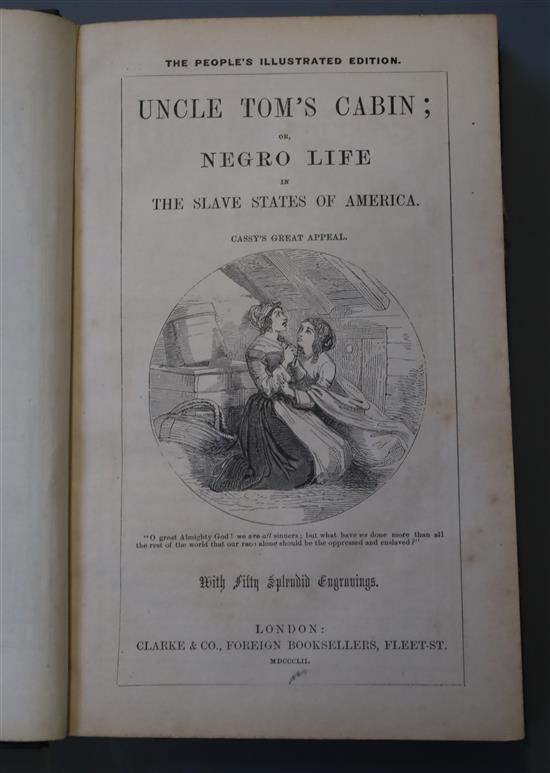 THE PEOPLE'S ILLUSTRATED EDITION.
UNCLE TOM'S CABIN;
OR,
NEGRO LIFE
IN
THE SLAVE STATES OF AMERICA.
CASSY'S GREAT APPEAL.
"O great Almighty God! we are all sinners; but what have we done more than all
the rest of the world that our race alone should be the oppressed and enslaved?"
With Fifty Splendid Engravings.
LONDON:
CLARKE & CO., FOREIGN BOOKSELLERS, FLEET-ST.
MDCCCLII.